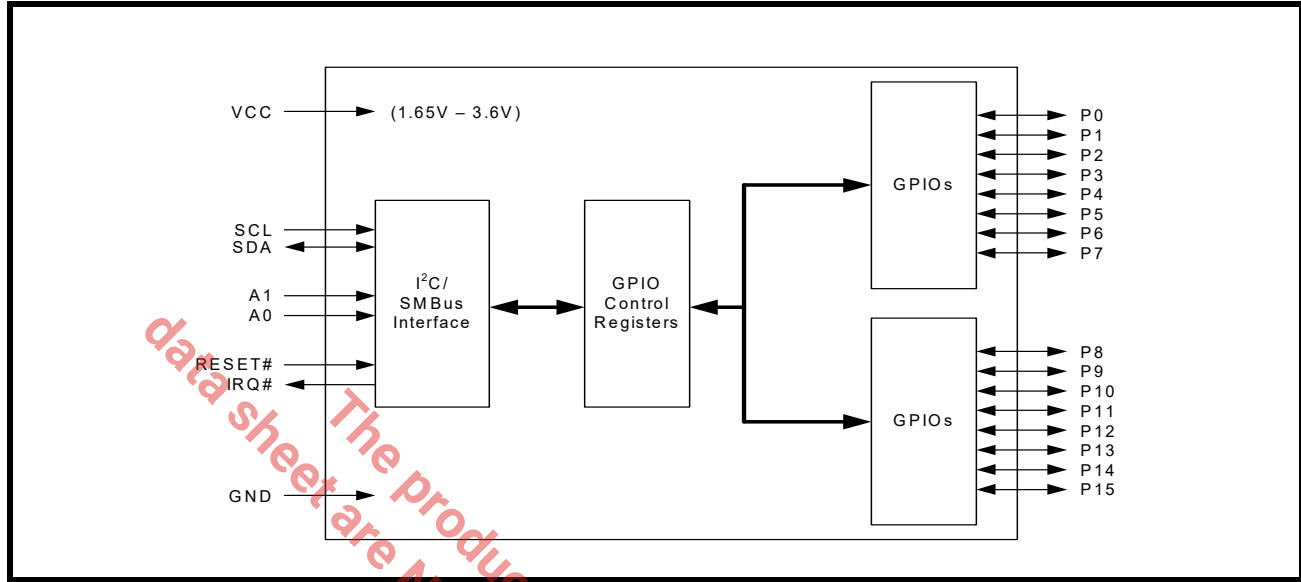 VCC
(1.65V – 3.6V)
SCL
SDA
A1
A0
RESET#
IRQ#
GND
I²C/
SMBus
Interface
GPIO
Control
Registers
GPIOs
P0
P1
P2
P3
P4
P5
P6
P7
GPIOs
P8
P9
P10
P11
P12
P13
P14
P15
The produc
data sheet are N